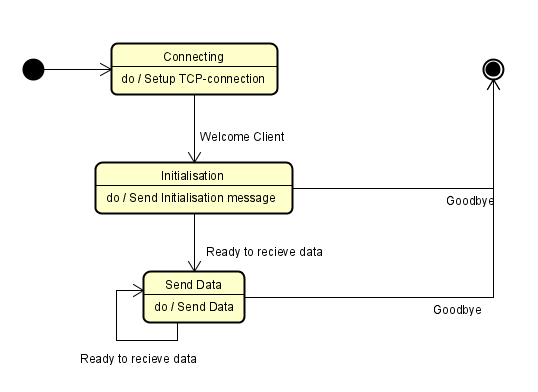 Connecting
do / Setup TCP-connection
Welcome Client
Initialisation
do / Send Initialisation message
Goodbye
Ready to recieve data
Send Data
do / Send Data
Goodbye
Ready to recieve data